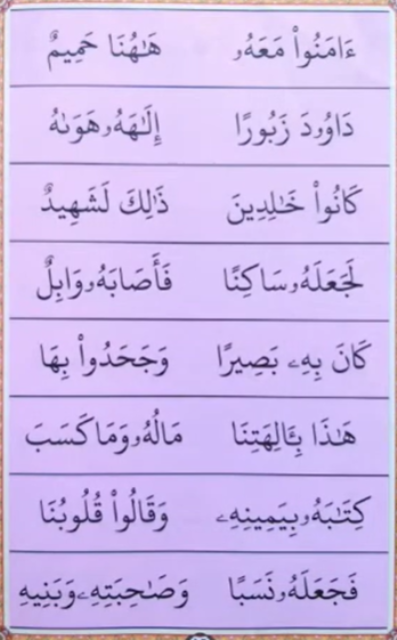 ءَامَنُوا۟ مَعَهُۥ هَـٰهُنَا حَمِيمٌ
دَاوُۥدَ زَبُورًا إِلَـٰهَهُۥ هَوَىٰهُ
كَانُوا۟ خَـٰلِدِينَ ذَٰلِكَ لَشَهِيدٌ
لَجَعَلَهُۥ سَاكِنًا فَأَصَابَهُۥ وَابِلٌ
كَانَ بِهِۦ بَصِيرًا وَجَحَدُوا۟ بِهَا
هَـٰذَا بِـَٔالِهَتِنَا مَالُهُۥ وَمَا كَسَبَ
كِتَـٰبَهُۥ بِيَمِينِهِۦ وَقَالُوا۟ قُلُوبُنَا
فَجَعَلَهُۥ نَسَبًا وَصَـٰحِبَتِهِۦ وَبَنِيهِ